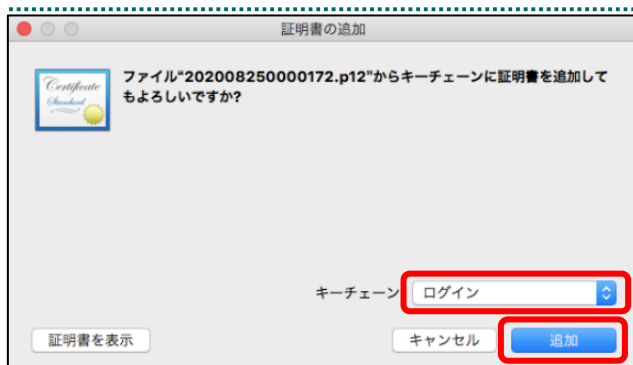 証明書の追加
Certificate
Standard
ファイル“202008250000172.p12”からキーチェーンに証明書を追加して
もよろしいですか?
キーチェーン ログイン
証明書を表示 キャンセル 追加